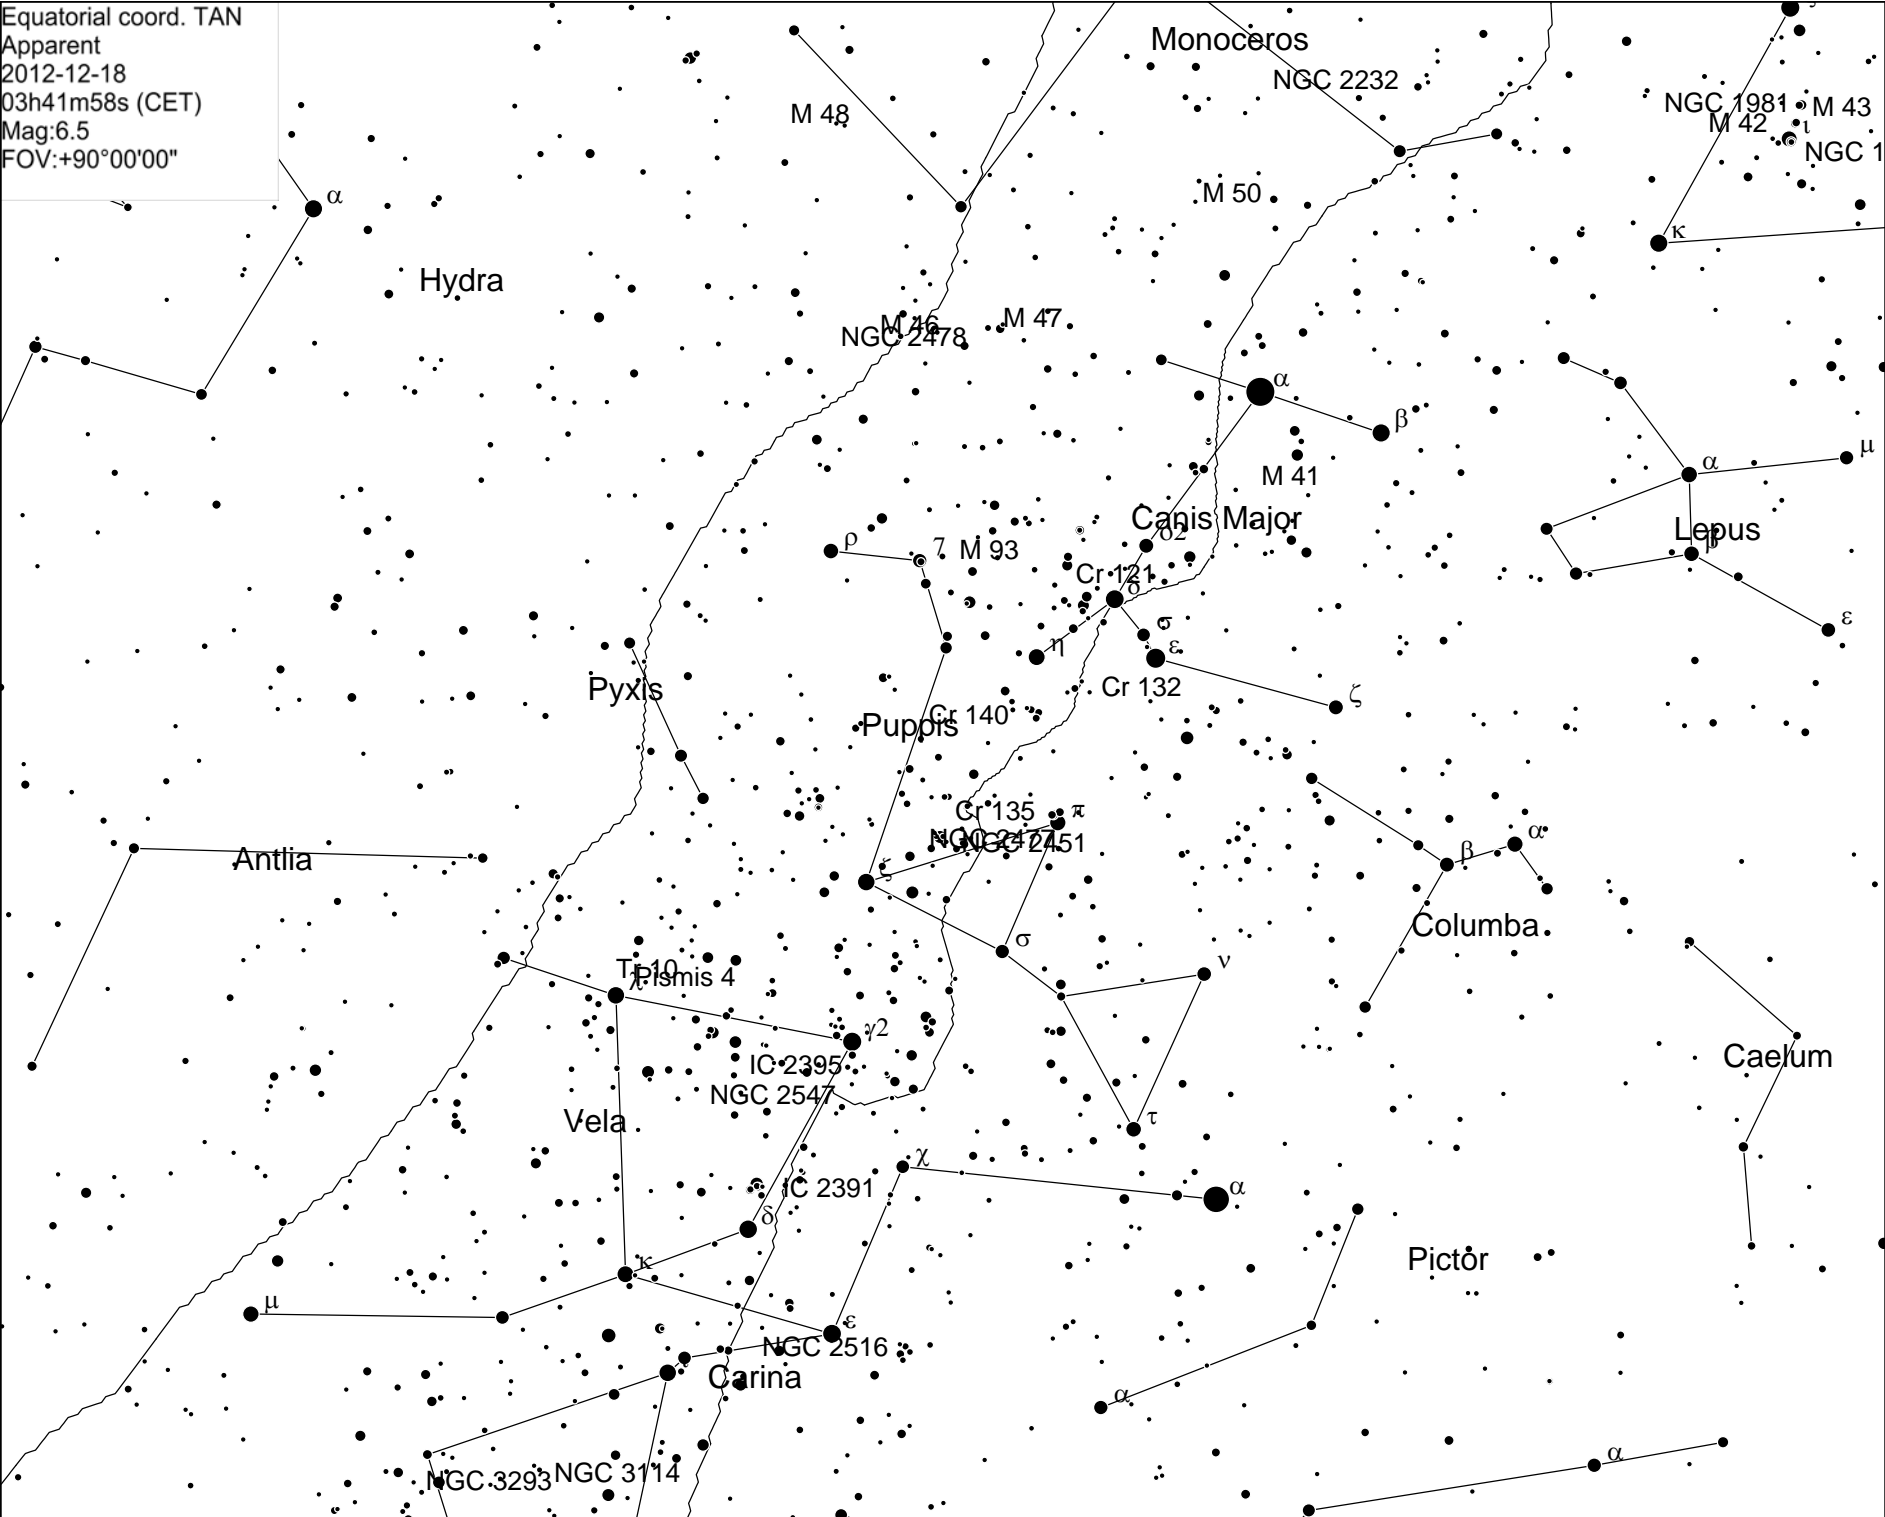 Equatorial coord. TAN
Apparent
2012-12-18
03h41m58s (CET)
Mag:6.5
FOV:+90°00'00"
Monoceros
NGC 2232
M 48
NGC 1981
M 43
M 42
ι
NGC 1
M 50
α
κ
Hydra
M 46
M 47
NGC 2478
α
β
M 41
α
μ
Canis Major
δ2
Lepus
β
ρ
7
M 93
Cr 121
δ
σ
ε
η
ε
Cr 132
ζ
Pyxis
Cr 140
Puppis
Cr 135
π
NGC 2477
NGC 2451
α
β
Antlia
ζ
Columba
σ
ν
Tr 10
Pismis 4
χ
γ2
IC 2395
Caelum
NGC 2547
Vela
τ
χ
IC 2391
α
δ
κ
Pictor
μ
ε
NGC 2516
ι
Carina
α
α
NGC 3293
NGC 3114